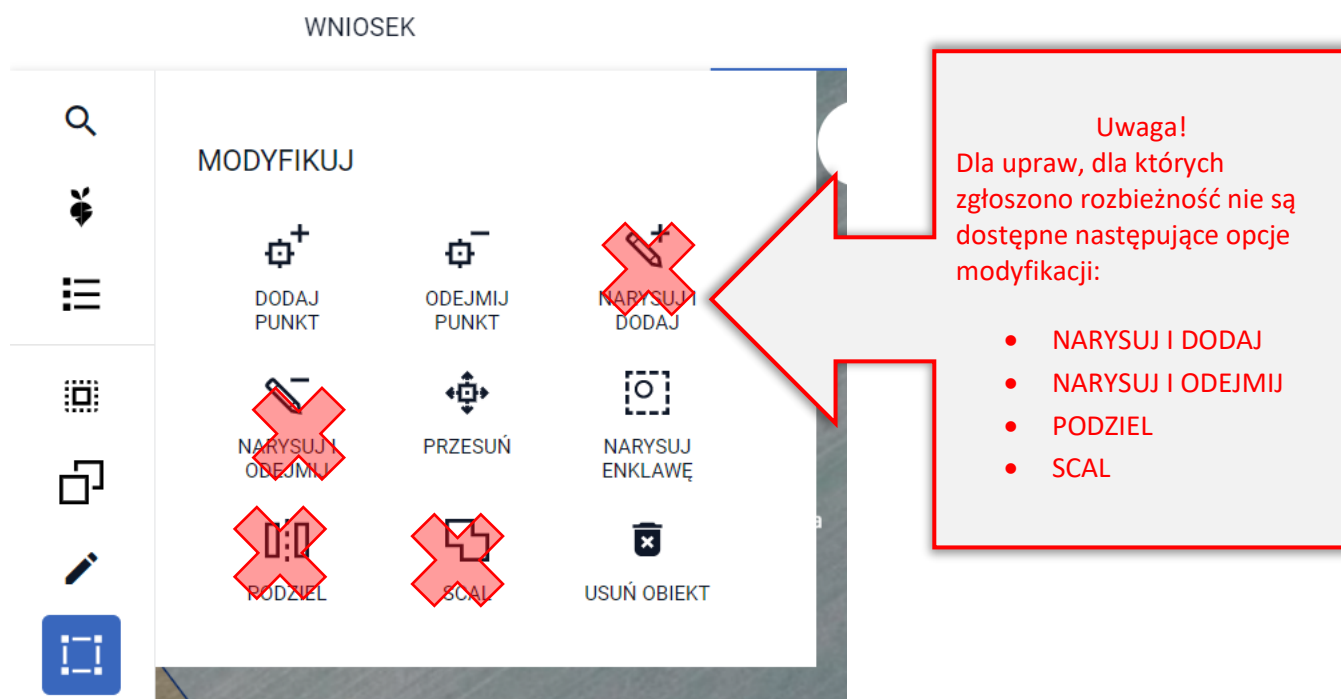 WNIOSEK
MODYFIKUJ
DODAJ
PUNKT
ODEJMIJ
PUNKT
NARYSUJ I
DODAJ
NARYSUJ I
ODEJMIJ
PRZESUŃ
NARYSUJ
ENKLAWĘ
PODZIEL
SCAL
USUŃ OBIEKT
a
Uwaga!
Dla upraw, dla których
zgłoszono rozbieżność nie są
dostępne następujące opcje
modyfikacji:
• NARYSUJ I DODAJ
• NARYSUJ I ODEJMIJ
• PODZIEL
• SCAL